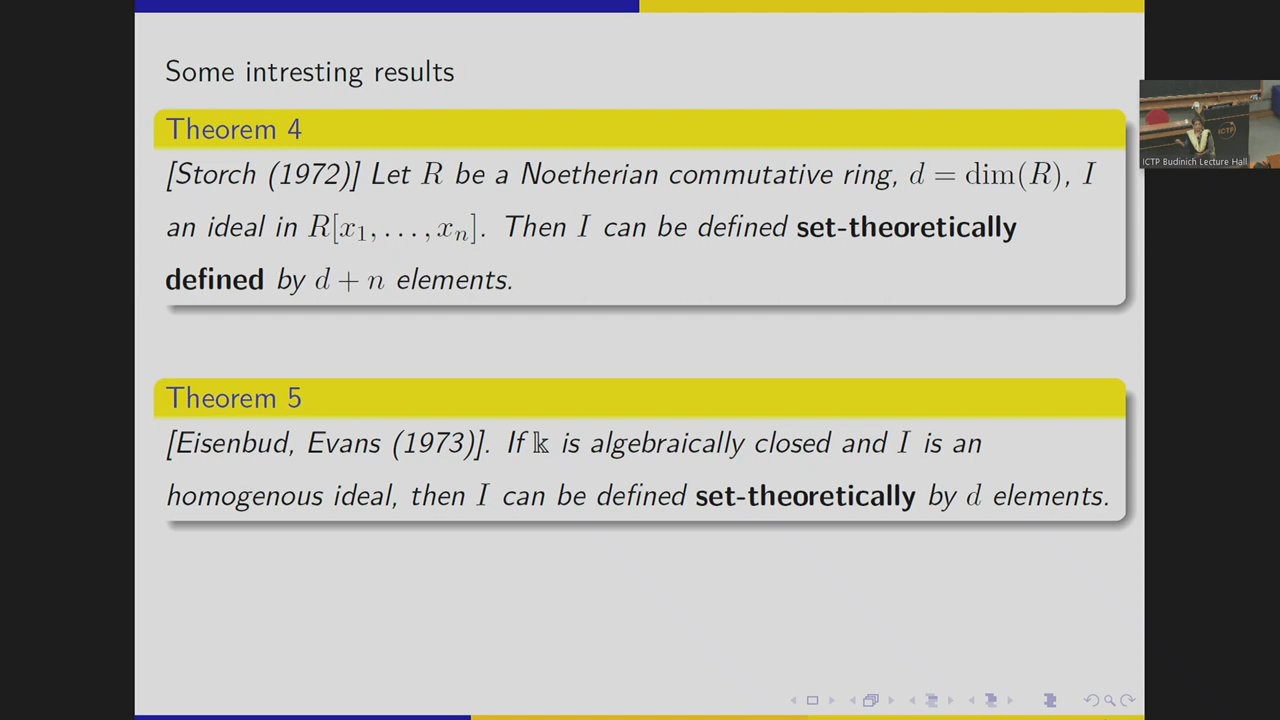 Some intresting results
Theorem 4
[Storch (1972)] Let R be a Noetherian commutative ring, d = dim(R), I
an ideal in R[x₁, …, xₙ]. Then I can be defined set-theoretically
defined by d + n elements.
Theorem 5
[Eisenbud, Evans (1973)]. If 𝕜 is algebraically closed and I is an
homogenous ideal, then I can be defined set-theoretically by d elements.
ICTP
ICTP Budinich Lecture Hall